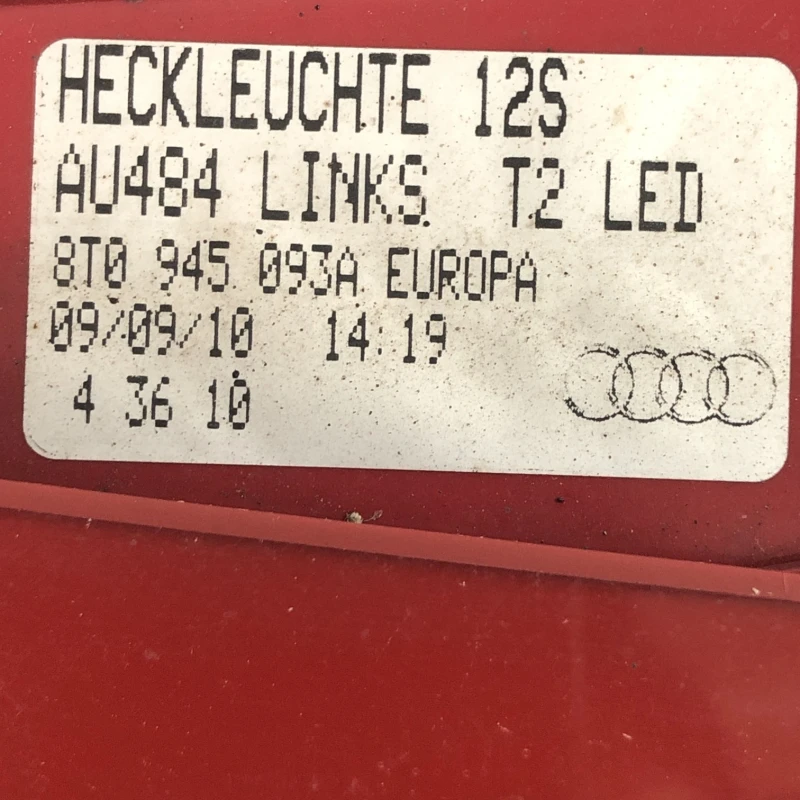 HECKLEUCHTE 12S
AU484 LINKS T2 LED
8T0 945 093A EUROPA
09/09/10 14:19
4 36 10